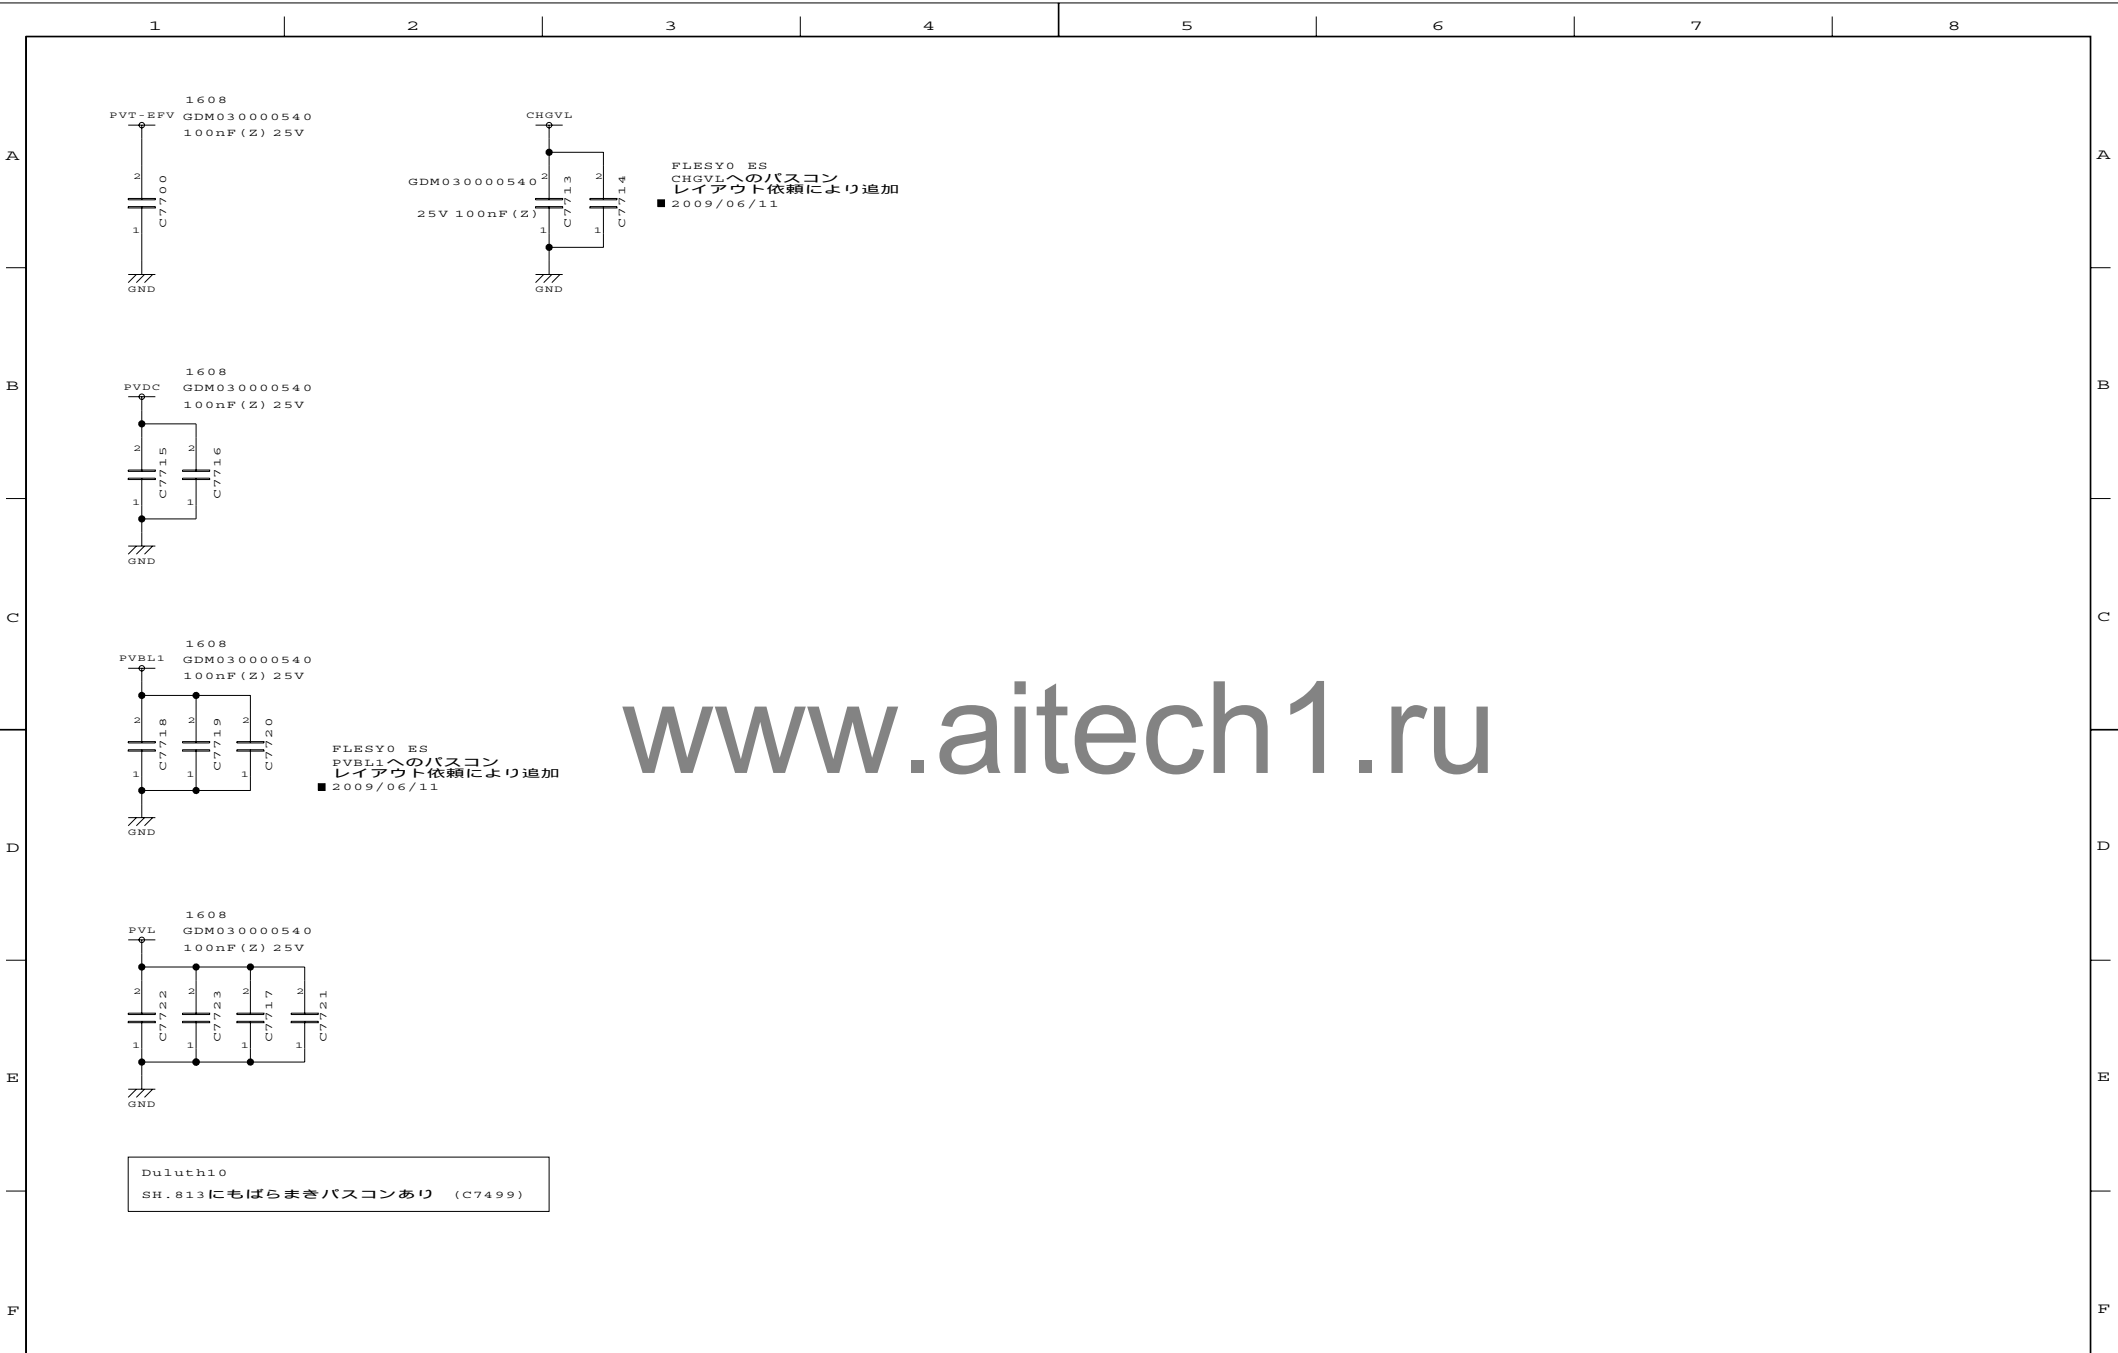 1 2 3 4 5 6 7 8
A
A
PVT-EFV
1608
GDM030000540
100nF(Z) 25V
2
C7700
1
GND
CHGVL
GDM030000540
25V 100nF(Z)
2
C7713
1
2
C7714
1
GND
FLESY0 ES
CHGVLへのパスコン
レイアウト依頼により追加
■ 2009/06/11
B
B
PVDC
1608
GDM030000540
100nF(Z) 25V
2
C7715
1
2
C7716
1
GND
C
C
PVBL1
1608
GDM030000540
100nF(Z) 25V
2
C7718
1
2
C7719
1
2
C7720
1
GND
FLESY0 ES
PVBL1へのパスコン
レイアウト依頼により追加
■ 2009/06/11
www.aitech1.ru
D
D
PVL
1608
GDM030000540
100nF(Z) 25V
2
C7722
1
2
C7723
1
2
C7717
1
2
C7721
1
GND
E
E
Duluth10
SH.813にもばらまきパスコンあり (C7499)
F
F